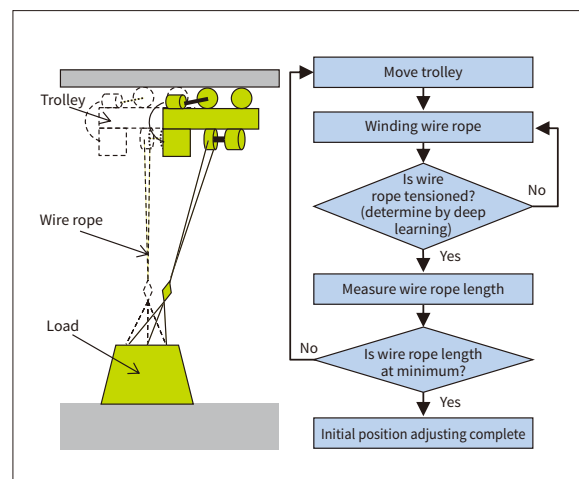 Trolley
Wire rope
Load
Move trolley
Winding wire rope
Is wire
rope tensioned?
(determine by deep
learning)
No
Yes
Measure wire rope length
No
Is wire rope length
at minimum?
Yes
Initial position adjusting complete